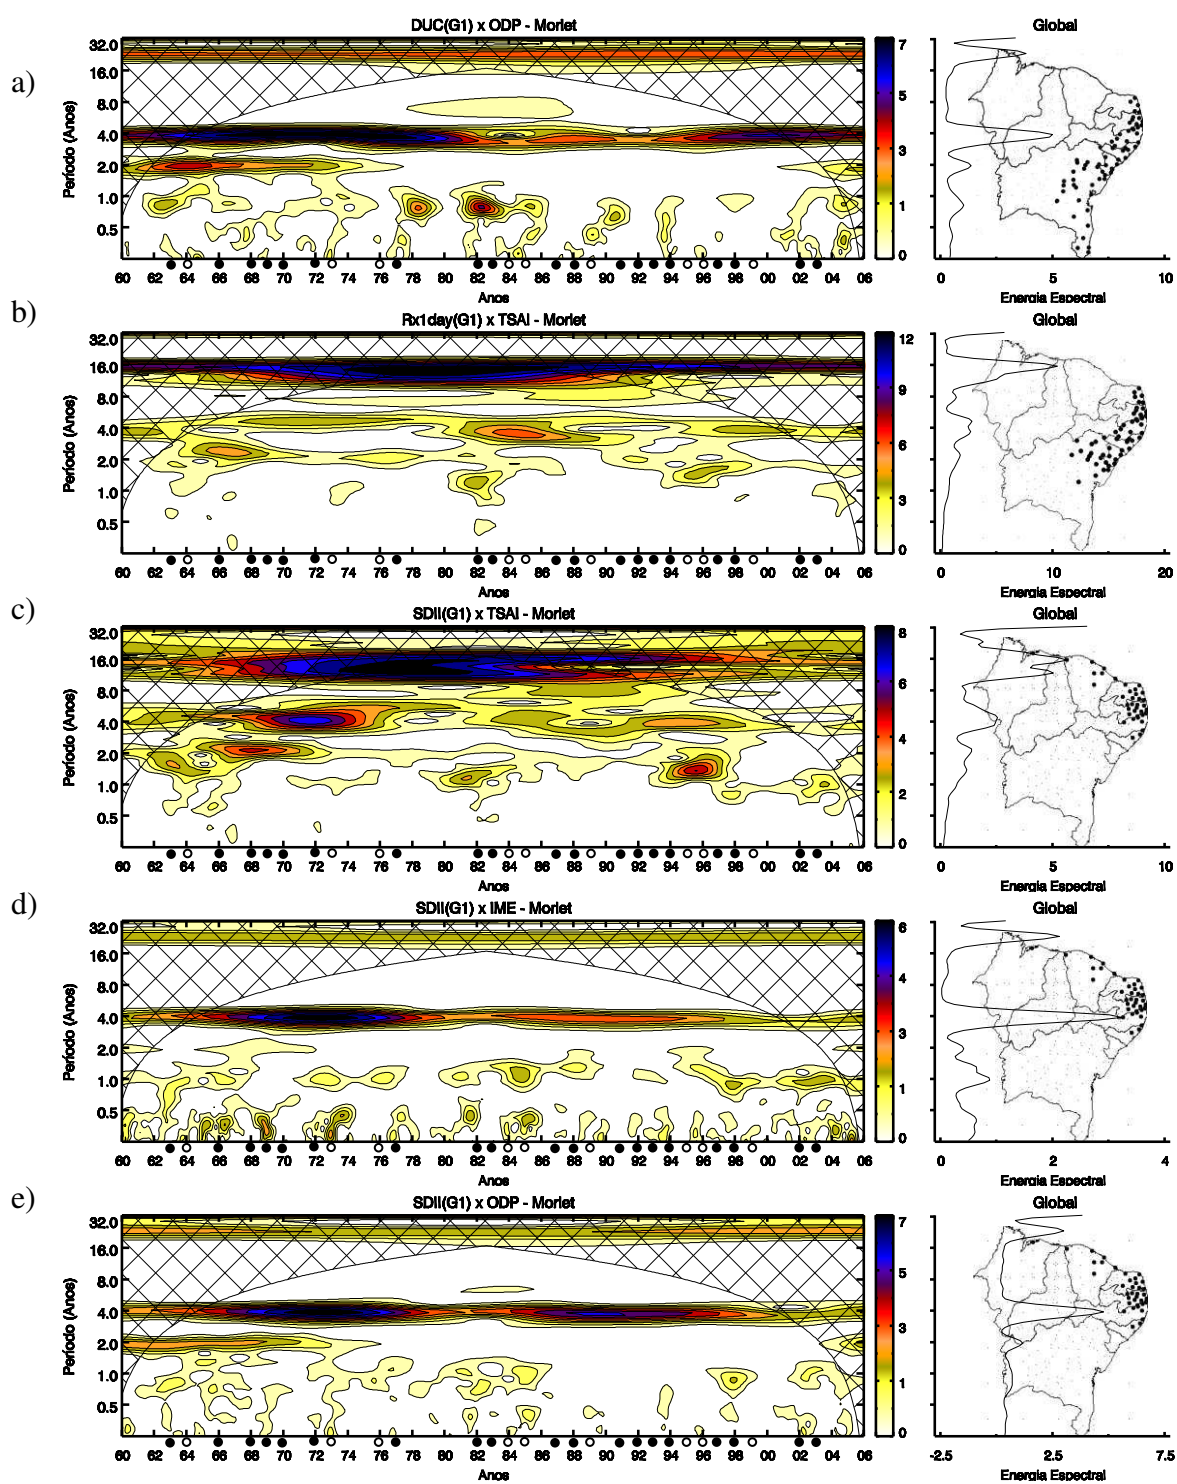 a)
DUC(G1) x ODP - Morlet
Global
Período (Anos)
32.0
16.0
8.0
4.0
2.0
1.0
0.5
7
5
3
1
0
60 62 64 66 68 70 72 74 76 78 80 82 84 86 88 90 92 94 96 98 00 02 04 06
Anos
0 5 10
Energia Espectral
b)
Rx1day(G1) x TSAI - Morlet
Global
Período (Anos)
32.0
16.0
8.0
4.0
2.0
1.0
0.5
12
9
6
3
0
60 62 64 66 68 70 72 74 76 78 80 82 84 86 88 90 92 94 96 98 00 02 04 06
Anos
0 10 20
Energia Espectral
c)
SDII(G1) x TSAI - Morlet
Global
Período (Anos)
32.0
16.0
8.0
4.0
2.0
1.0
0.5
8
6
4
2
0
60 62 64 66 68 70 72 74 76 78 80 82 84 86 88 90 92 94 96 98 00 02 04 06
Anos
0 5 10
Energia Espectral
d)
SDII(G1) x IME - Morlet
Global
Período (Anos)
32.0
16.0
8.0
4.0
2.0
1.0
0.5
6
4
3
1
0
60 62 64 66 68 70 72 74 76 78 80 82 84 86 88 90 92 94 96 98 00 02 04 06
Anos
0 2 4
Energia Espectral
e)
SDII(G1) x ODP - Morlet
Global
Período (Anos)
32.0
16.0
8.0
4.0
2.0
1.0
0.5
7
5
3
1
0
60 62 64 66 68 70 72 74 76 78 80 82 84 86 88 90 92 94 96 98 00 02 04 06
Anos
-2.5 2.5 7.5
Energia Espectral